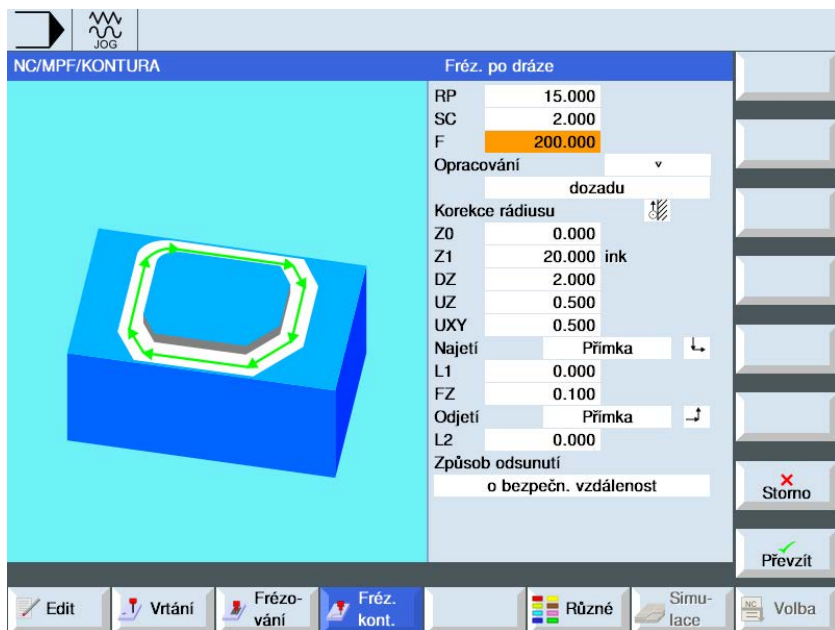 JOG
NC/MPF/KONTURA
Fréz. po dráze
RP 15.000
SC 2.000
F 200.000
Opracování v
dozadu
Korekce rádiusu
Z0 0.000
Z1 20.000 ink
DZ 2.000
UZ 0.500
UXY 0.500
Najetí Přímka
L1 0.000
FZ 0.100
Odjetí Přímka
L2 0.000
Způsob odsunutí
o bezpečn. vzdálenost
Storno
Převzít
Edit
Vrtání
Frézo-
vání
Fréz.
kont.
Různé
Simu-
lace
NC
Volba